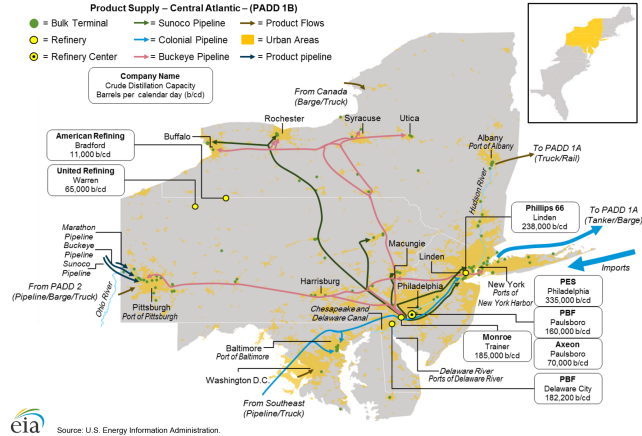 Product Supply – Central Atlantic – (PADD 1B)
= Bulk Terminal
= Sunoco Pipeline
= Product Flows
= Refinery
= Colonial Pipeline
= Urban Areas
= Refinery Center
= Buckeye Pipeline
= Product pipeline
Company Name
Crude Distillation Capacity
Barrels per calendar day (b/cd)
From Canada
(Barge/Truck)
Rochester
Syracuse
Utica
Buffalo
Albany
Port of Albany
To PADD 1A
(Truck/Rail)
Hudson River
American Refining
Bradford
11,000 b/cd
United Refining
Warren
65,000 b/cd
Phillips 66
Linden
238,000 b/cd
To PADD 1A
(Tanker/Barge)
Imports
Marathon
Pipeline
Buckeye
Pipeline
Sunoco
Pipeline
From PADD 2
(Pipeline/Barge/Truck)
Ohio River
Pittsburgh
Port of Pittsburgh
Macungie
Linden
Harrisburg
Philadelphia
New York
Ports of
New York Harbor
Chesapeake and
Delaware Canal
PES
Philadelphia
335,000 b/cd
PBF
Paulsboro
160,000 b/cd
Axeon
Paulsboro
70,000 b/cd
PBF
Delaware City
182,200 b/cd
Monroe
Trainer
185,000 b/cd
Baltimore
Port of Baltimore
Washington D.C.
Delaware River
Ports of Delaware River
From Southeast
(Pipeline/Truck)
eia
Source: U.S. Energy Information Administration.